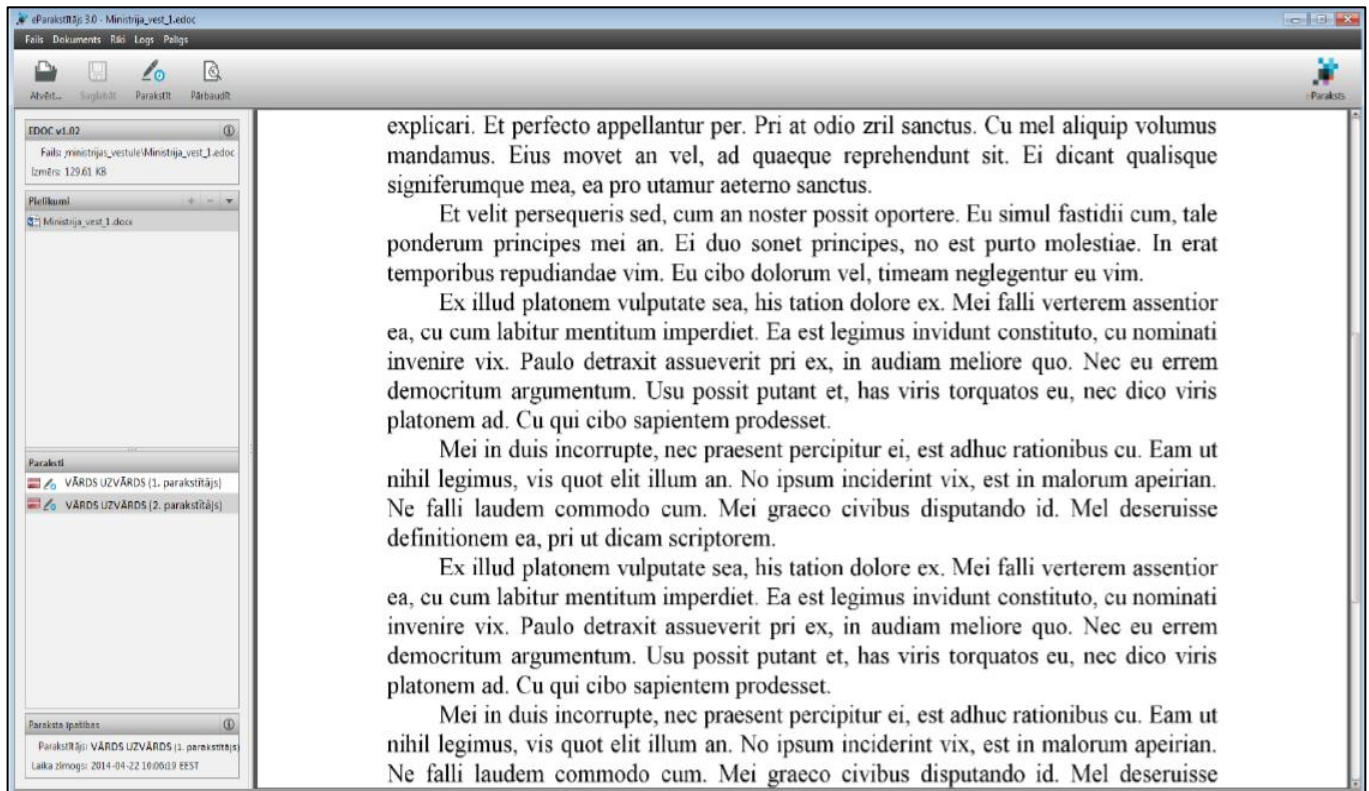 eParakstītājs 3.0 - Ministrija_vest_1.edoc
Fails Dokuments Rīki Logs Palīgs
Atvērt... Saglabāt Parakstīt Pārbaudīt
eParaksts
EDOC v1.02
Fails: ministrijas_vestule\Ministrija_vest_1.edoc
Izmērs: 129.61 KB
Pielikumi
Ministrija_vest_1.docx
Paraksti
VĀRDS UZVĀRDS (1. parakstītājs)
VĀRDS UZVĀRDS (2. parakstītājs)
Paraksta īpatības
Parakstītājs: VĀRDS UZVĀRDS (1. parakstītājs)
Laika zīmogs: 2014-04-22 10:06:19 EEST
explicari. Et perfecto appellantur per. Pri at odio zril sanctus. Cu mel aliquip volumus
mandamus. Eius movet an vel, ad quaeque reprehendunt sit. Ei dicant qualisque
signiferumque mea, ea pro utamur aeterno sanctus.
Et velit persequeris sed, cum an noster possit oportere. Eu simul fastidii cum, tale
ponderum principes mei an. Ei duo sonet principes, no est purto molestiae. In erat
temporibus repudiandae vim. Eu cibo dolorum vel, timeam neglegentur eu vim.
Ex illud platonem vulputate sea, his tation dolore ex. Mei falli verterem assentior
ea, cu cum labitur mentitum imperdiet. Ea est legimus invidunt constituto, cu nominati
invenire vix. Paulo detraxit assueverit pri ex, in audiam meliore quo. Nec eu errem
democritum argumentum. Usu possit putant et, has viris torquatos eu, nec dico viris
platonem ad. Cu qui cibo sapientem prodesset.
Mei in duis incorrupte, nec praesent percipitur ei, est adhuc rationibus cu. Eam ut
nihil legimus, vis quot elit illum an. No ipsum inciderint vix, est in malorum apeirian.
Ne falli laudem commodo cum. Mei graeco civibus disputando id. Mel deseruisse
definitionem ea, pri ut dicam scriptorem.
Ex illud platonem vulputate sea, his tation dolore ex. Mei falli verterem assentior
ea, cu cum labitur mentitum imperdiet. Ea est legimus invidunt constituto, cu nominati
invenire vix. Paulo detraxit assueverit pri ex, in audiam meliore quo. Nec eu errem
democritum argumentum. Usu possit putant et, has viris torquatos eu, nec dico viris
platonem ad. Cu qui cibo sapientem prodesset.
Mei in duis incorrupte, nec praesent percipitur ei, est adhuc rationibus cu. Eam ut
nihil legimus, vis quot elit illum an. No ipsum inciderint vix, est in malorum apeirian.
Ne falli laudem commodo cum. Mei graeco civibus disputando id. Mel deseruisse